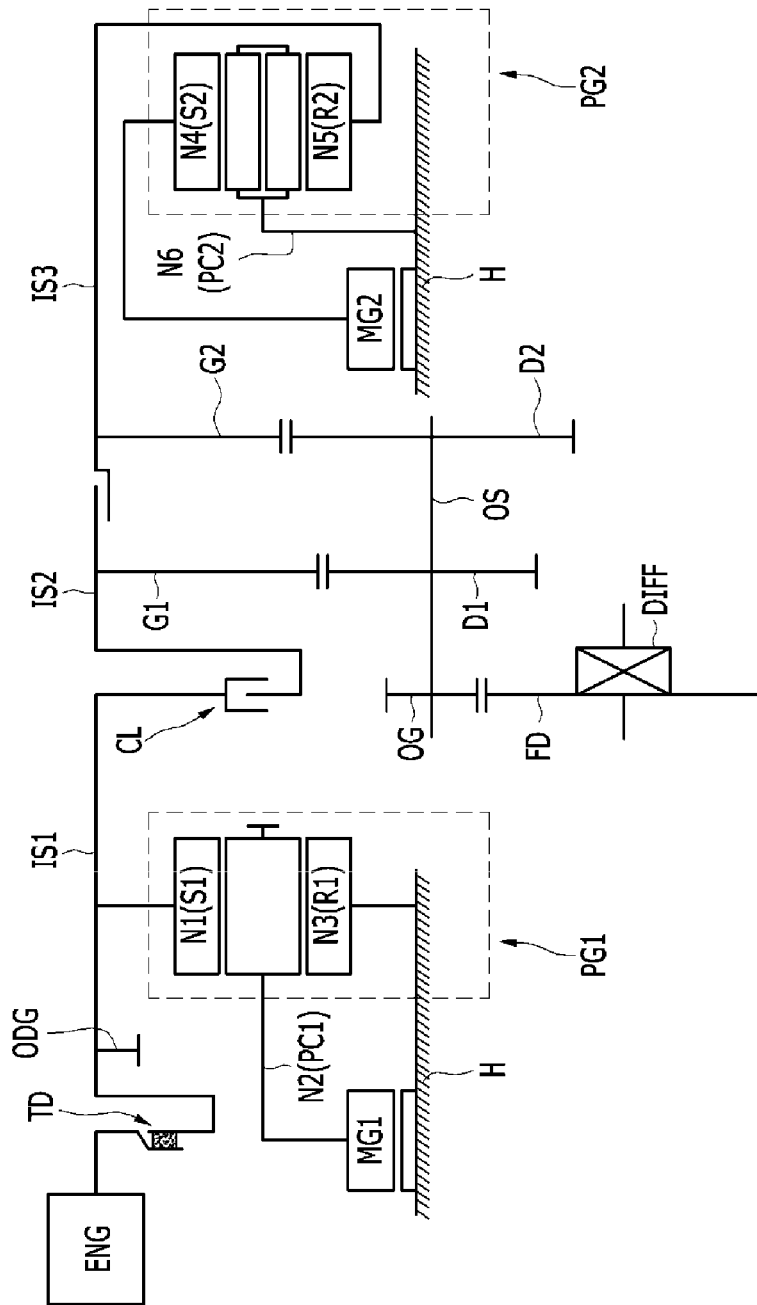 ENG
TD
ODG
IS1
CL
IS2
IS3
N1(S1)
N3(R1)
N2(PC1)
MG1
H
PG1
G1
D1
OG
OS
FD
DIFF
G2
D2
MG2
H
N6
(PC2)
N4(S2)
N5(R2)
PG2